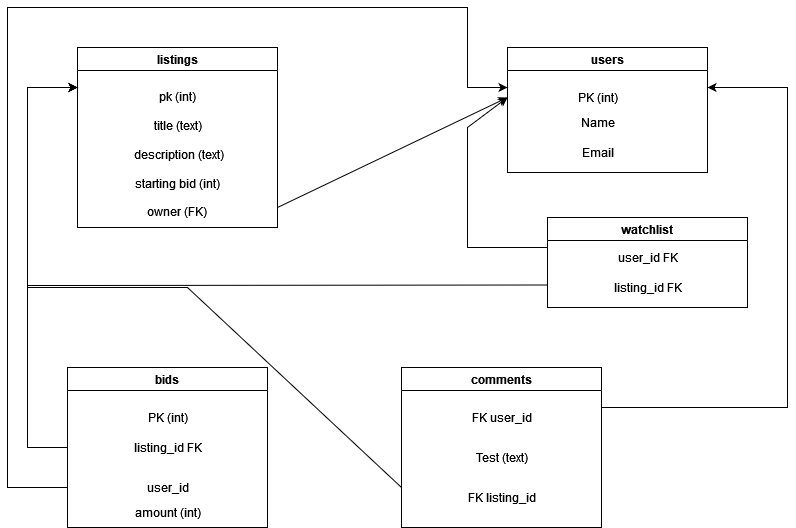 listings
pk (int)
title (text)
description (text)
starting bid (int)
owner (FK)
users
PK (int)
Name
Email
watchlist
user_id FK
listing_id FK
bids
PK (int)
listing_id FK
user_id
amount (int)
comments
FK user_id
Test (text)
FK listing_id